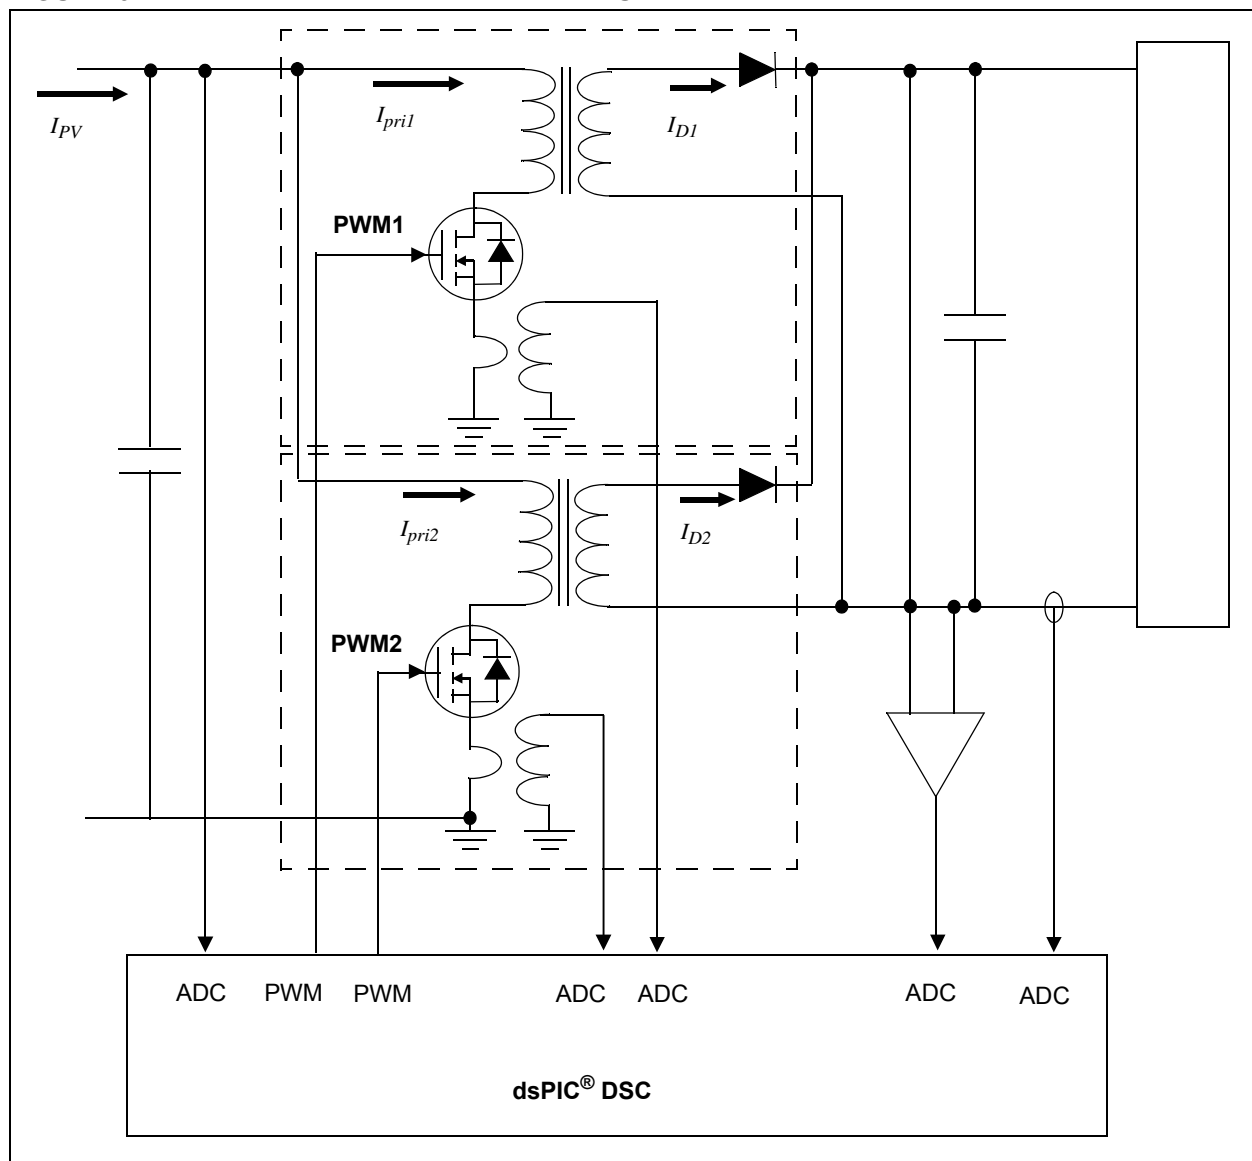 I_PV
I_pri1
I_D1
PWM1
I_pri2
I_D2
PWM2
ADC PWM PWM ADC ADC ADC ADC
dsPIC® DSC